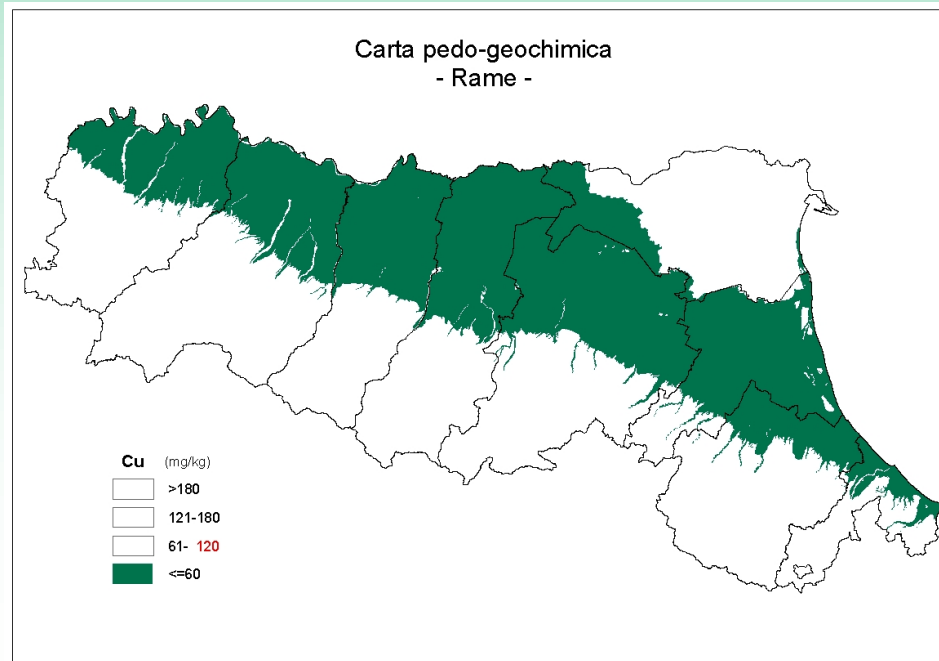 Carta pedo-geochimica
- Rame -
Cu (mg/kg)
>180
121-180
61- 120
<=60